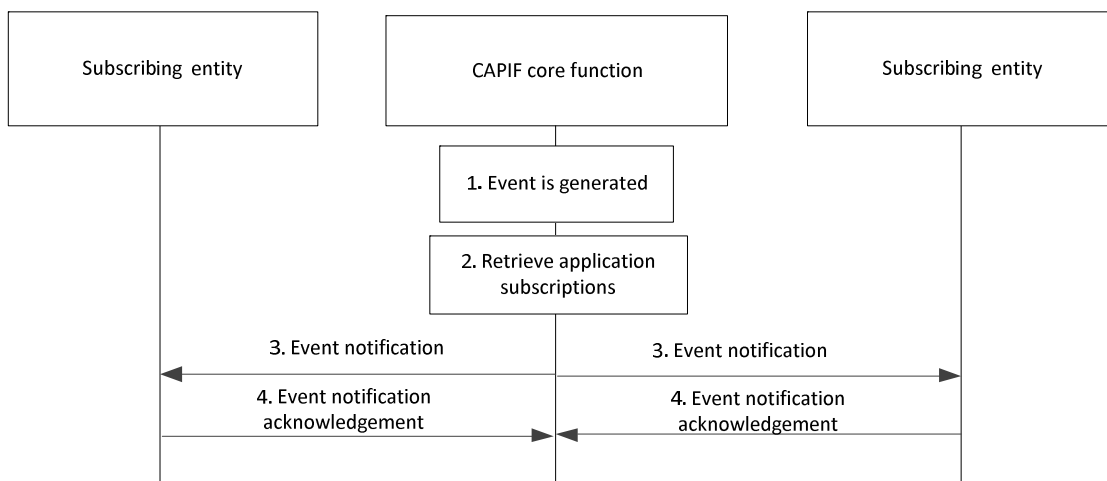 Subscribing entity
CAPIF core function
Subscribing entity
1. Event is generated
2. Retrieve application
subscriptions
3. Event notification
3. Event notification
4. Event notification
acknowledgement
4. Event notification
acknowledgement